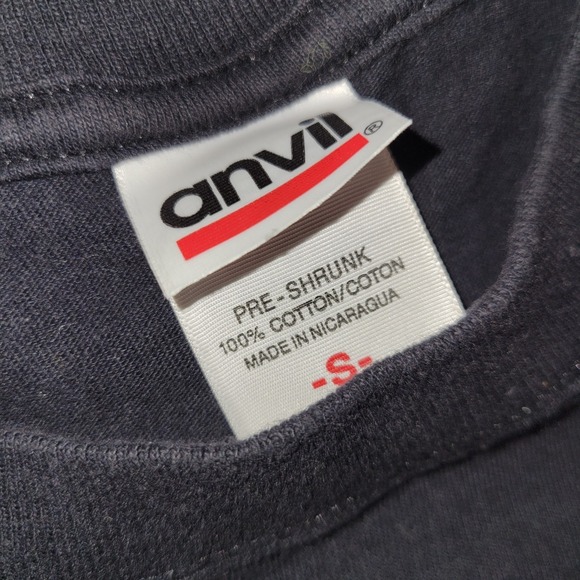 anvil®
PRE-SHRUNK
100% COTTON/COTON
MADE IN NICARAGUA
-S-